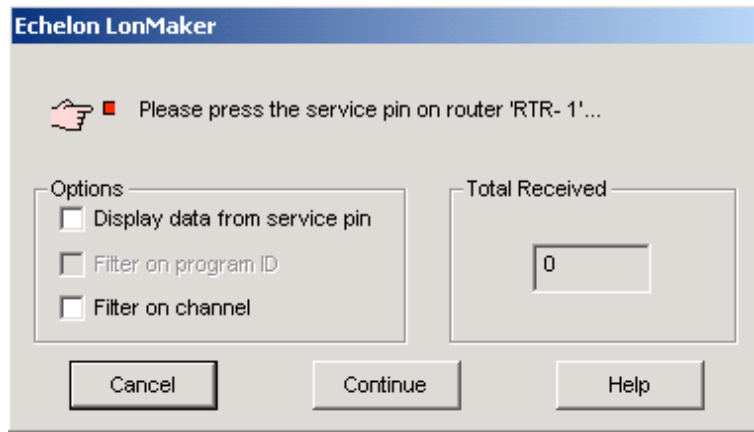 Echelon LonMaker
Please press the service pin on router 'RTR- 1'...
Options
Display data from service pin
Filter on program ID
Filter on channel
Total Received
0
Cancel
Continue
Help